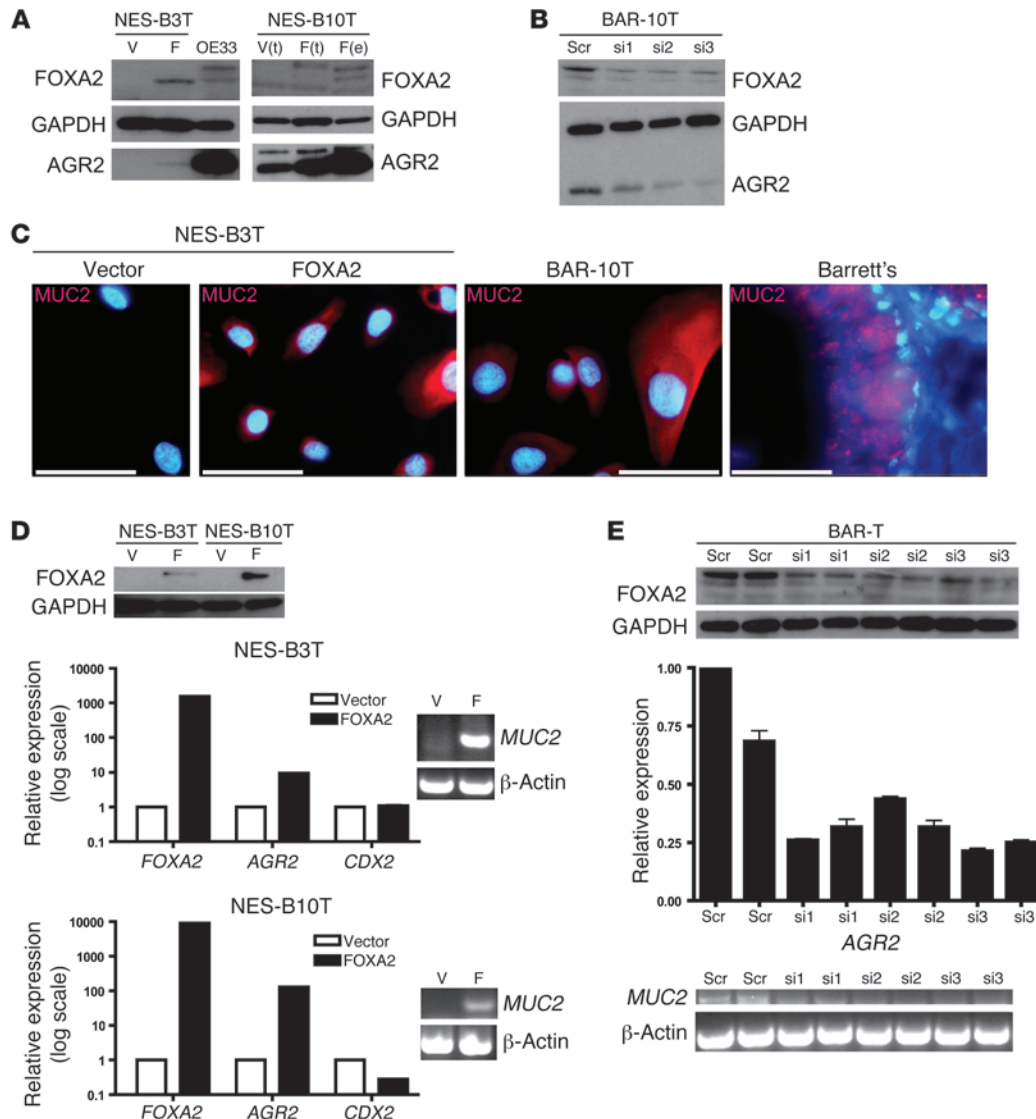 A
NES-B3T NES-B10T
V F OE33 V(t) F(t) F(e)
FOXA2 FOXA2
GAPDH GAPDH
AGR2 AGR2
B
BAR-10T
Scr si1 si2 si3
FOXA2
GAPDH
AGR2
C
NES-B3T
Vector FOXA2 BAR-10T Barrett's
MUC2 MUC2 MUC2 MUC2
D
NES-B3T NES-B10T
V F V F
FOXA2
GAPDH
NES-B3T
Relative expression
(log scale)
10000
1000
100
10
1
0.1
Vector
FOXA2
FOXA2 AGR2 CDX2
V F
MUC2
β-Actin
NES-B10T
Relative expression
(log scale)
10000
1000
100
10
1
0.1
Vector
FOXA2
FOXA2 AGR2 CDX2
V F
MUC2
β-Actin
E
BAR-T
Scr Scr si1 si1 si2 si2 si3 si3
FOXA2
GAPDH
Relative expression
1.00
0.75
0.50
0.25
0.00
Scr Scr si1 si1 si2 si2 si3 si3
AGR2
Scr Scr si1 si1 si2 si2 si3 si3
MUC2
β-Actin